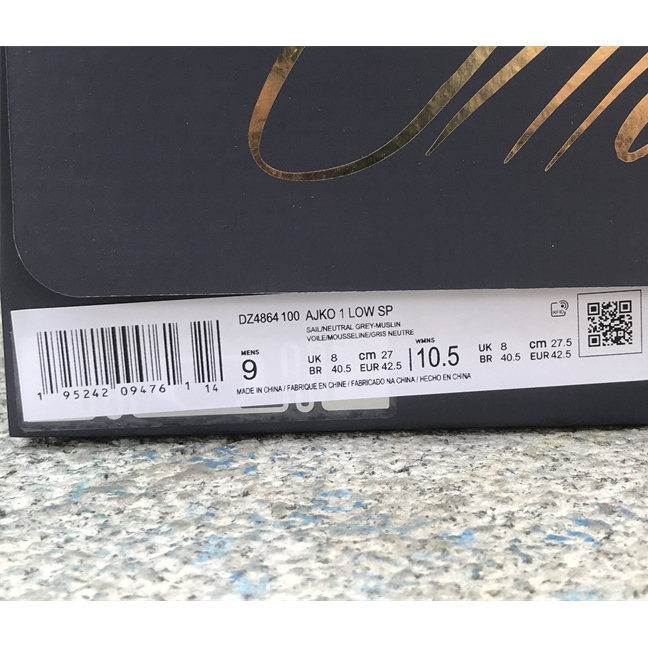 DZ4864 100 AJKO 1 LOW SP
SAIL/NEUTRAL GREY-MUSLIN
VOILE/MOUSSELINE/GRIS NEUTRE
RFID
MENS
9
UK 8 cm 27
BR 40.5 EUR 42.5
WMNS
10.5
UK 8 cm 27.5
BR 40.5 EUR 42.5
MADE IN CHINA / FABRIQUE EN CHINE / FABRICADO NA CHINA / HECHO EN CHINA
1 95242 09476 1 14